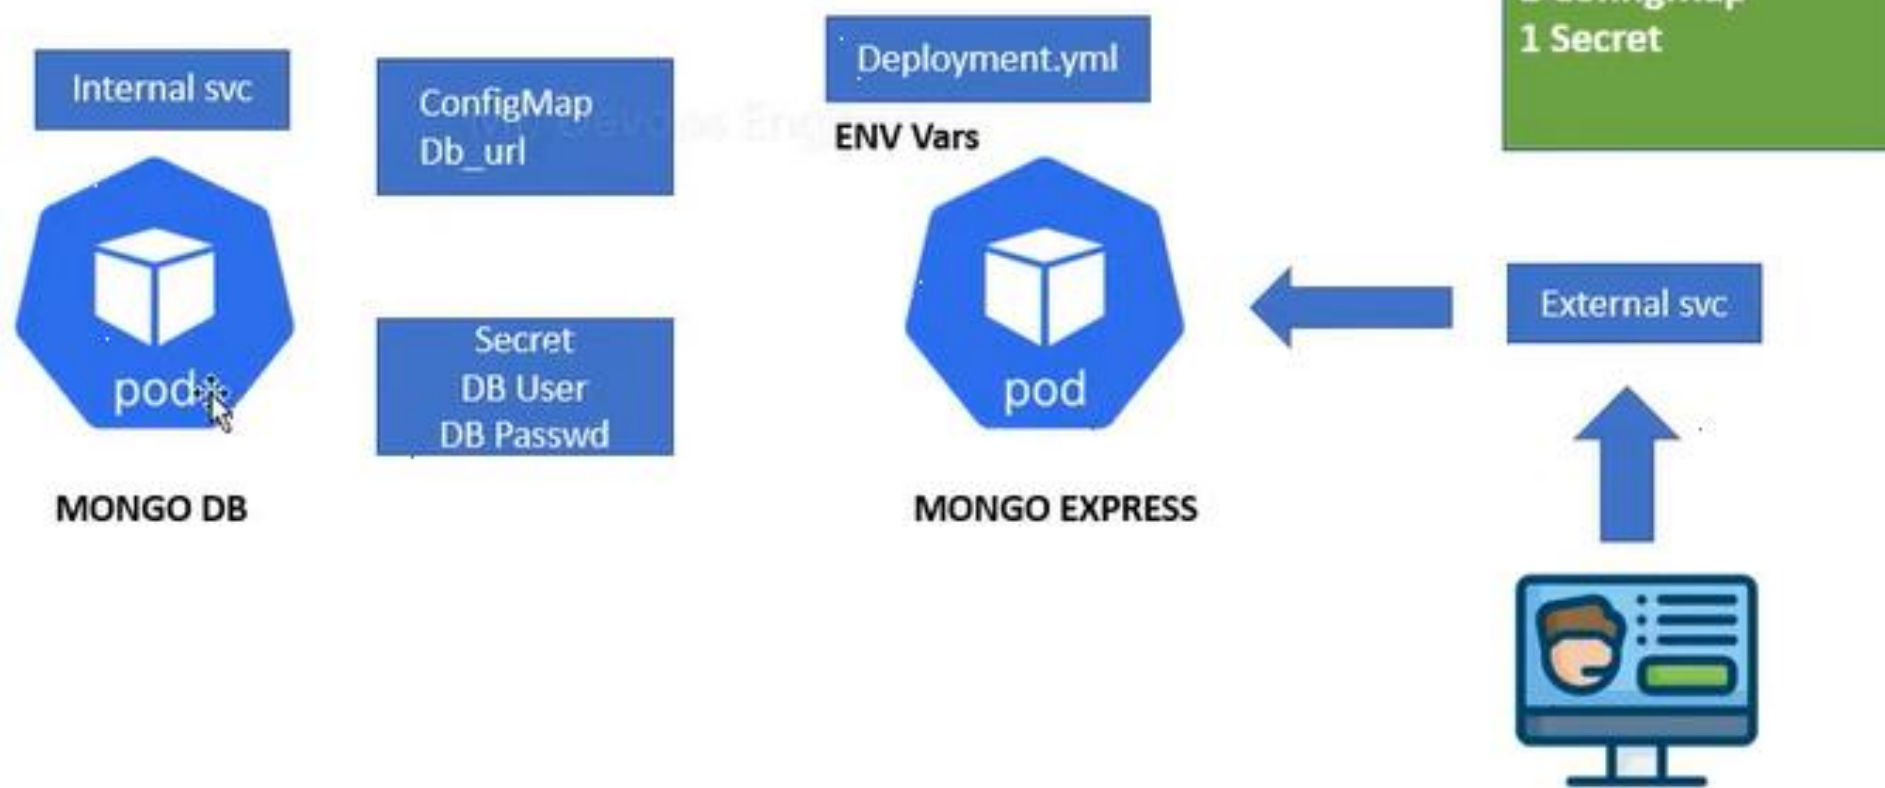 Internal svc
ConfigMap
Db_url
Deployment.yml
ENV Vars
1 Secret
pod
Secret
DB User
DB Passwd
pod
External svc
MONGO DB
MONGO EXPRESS